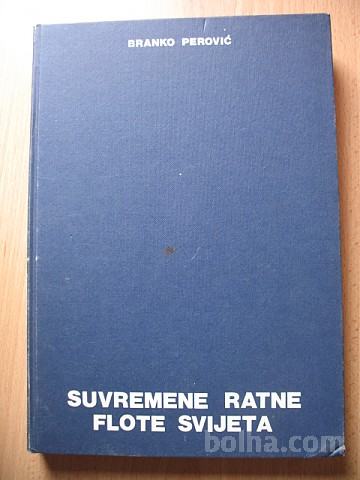 BRANKO PEROVIĆ
SUVREMENE RATNE
FLOTE SVIJETA
bolha.com